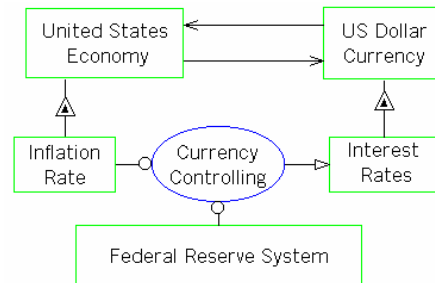 United States
Economy
US Dollar
Currency
Inflation
Rate
Currency
Controlling
Interest
Rates
Federal Reserve System